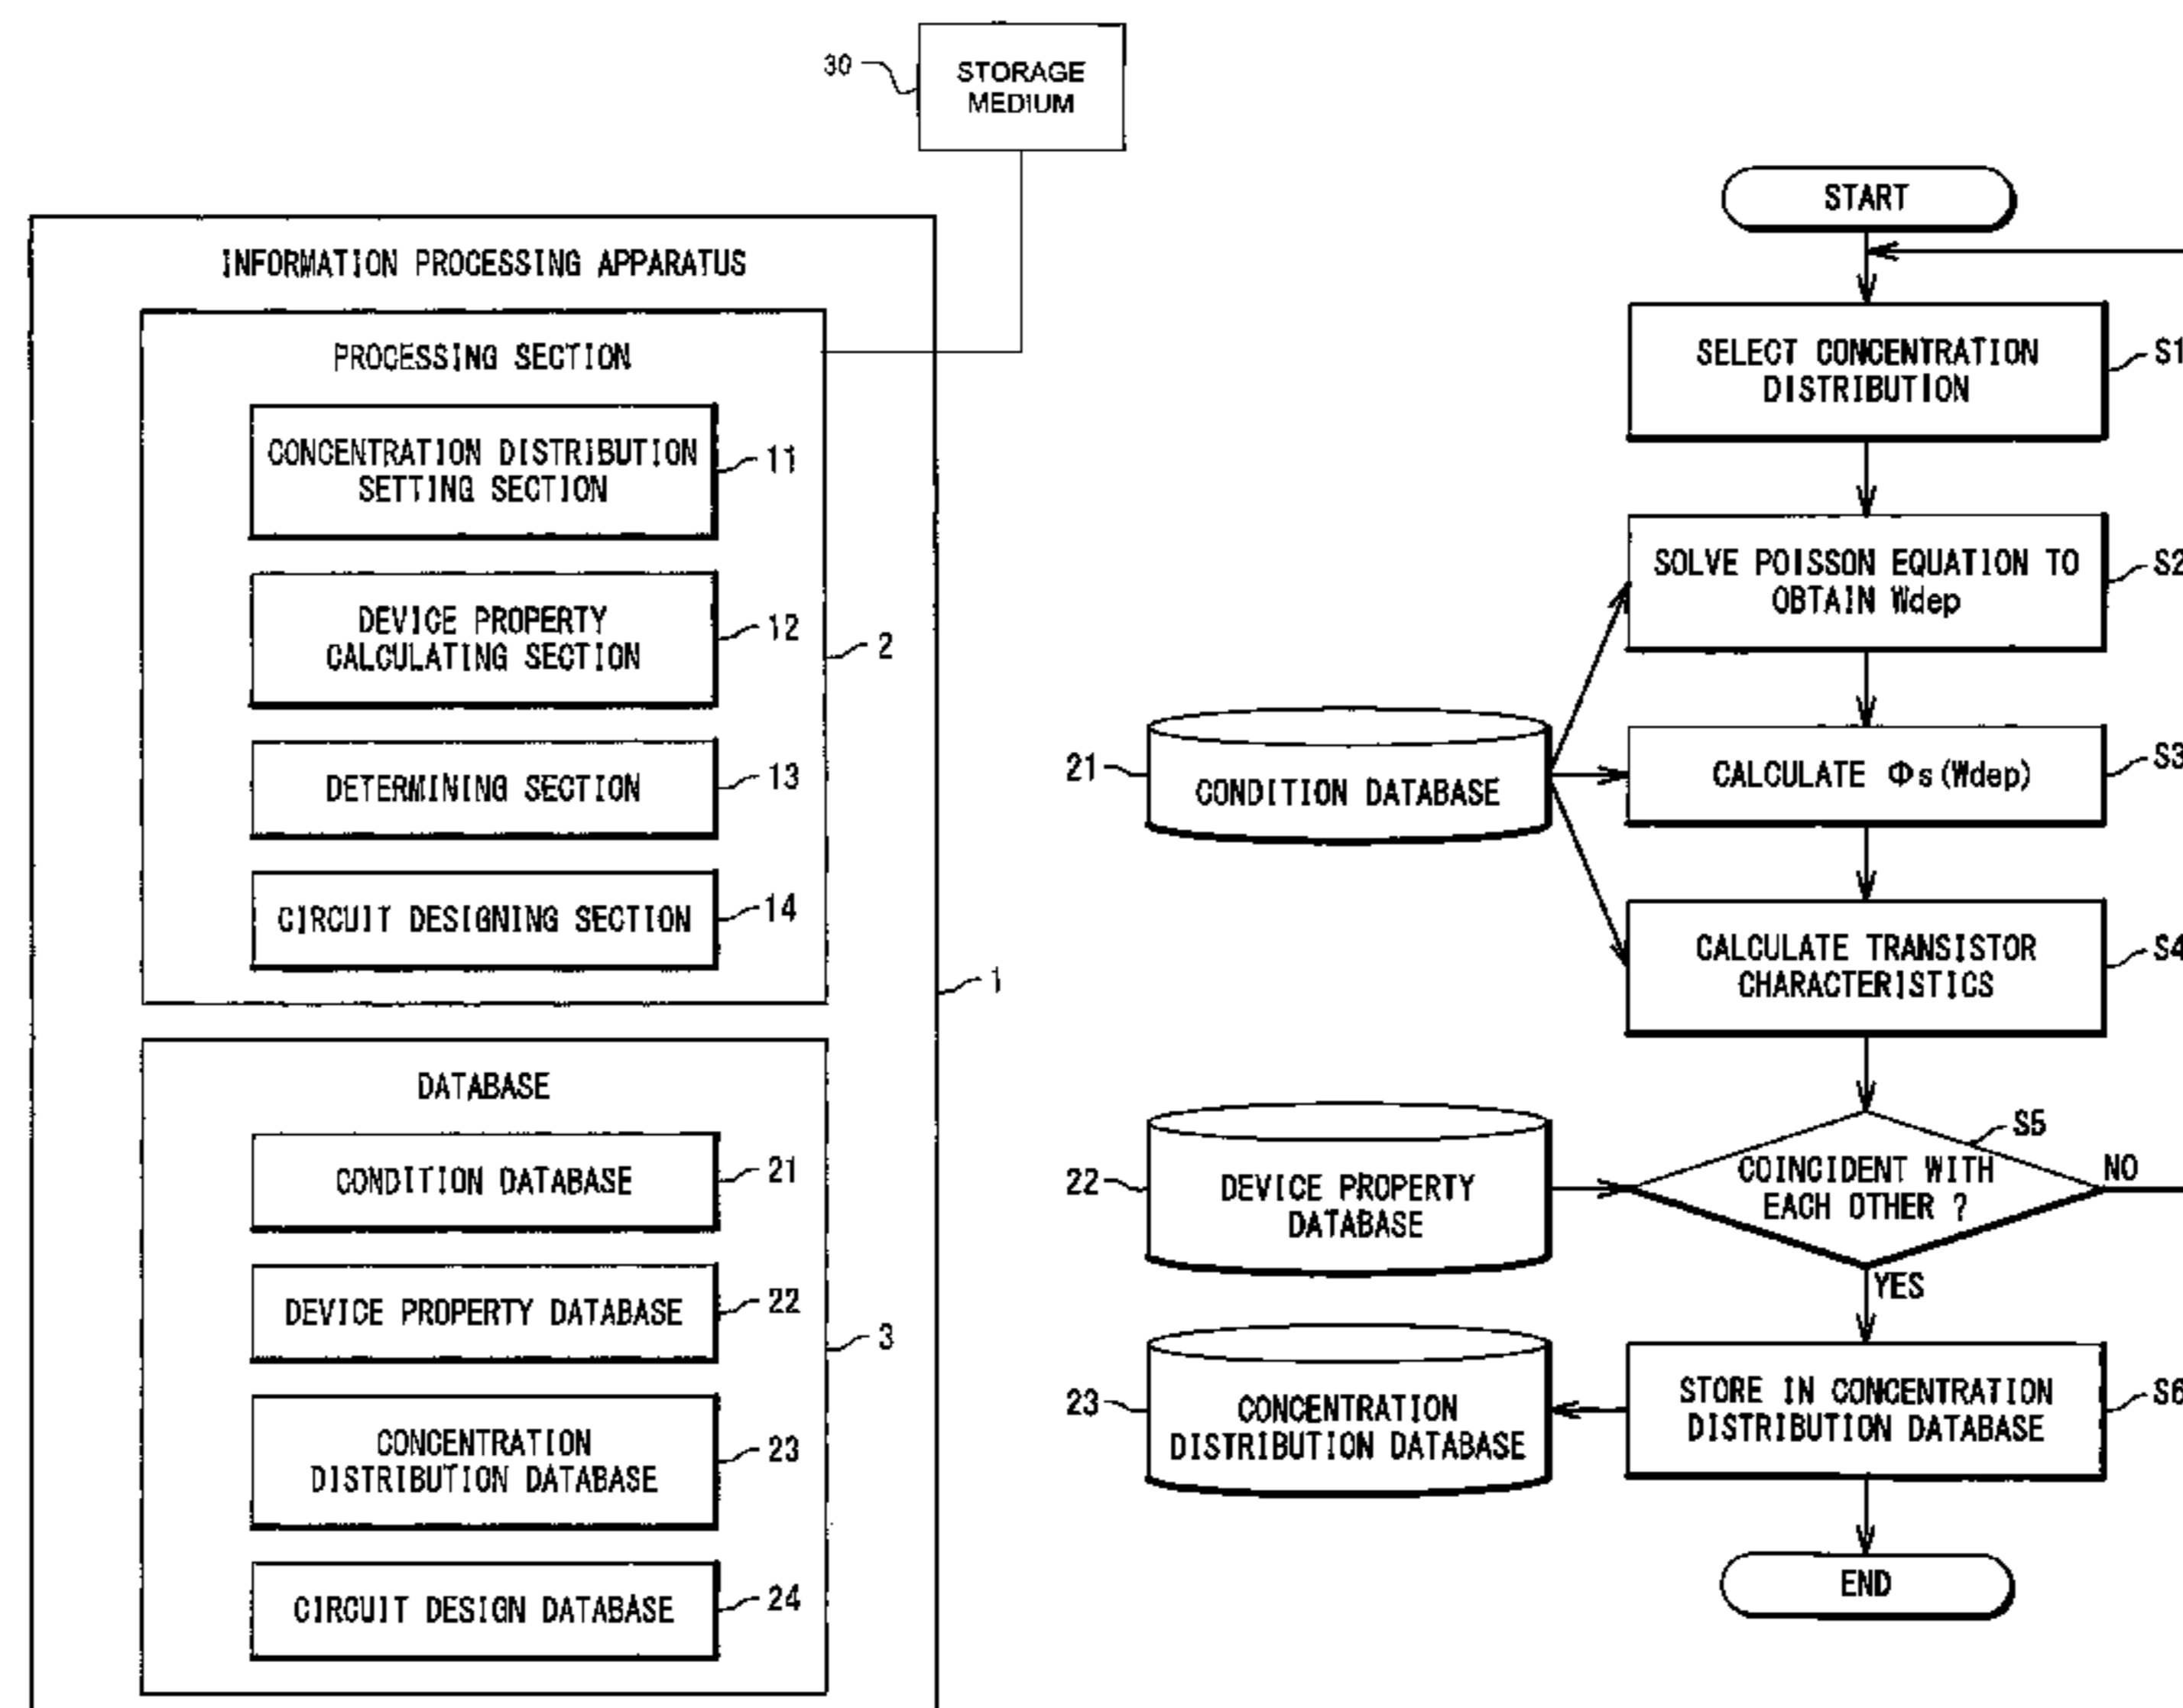 30
STORAGE
MEDIUM
INFORMATION PROCESSING APPARATUS
PROCESSING SECTION
CONCENTRATION DISTRIBUTION
SETTING SECTION
11
DEVICE PROPERTY
CALCULATING SECTION
12
2
DETERMINING SECTION
13
CIRCUIT DESIGNING SECTION
14
1
DATABASE
CONDITION DATABASE
21
DEVICE PROPERTY DATABASE
22
3
CONCENTRATION
DISTRIBUTION DATABASE
23
CIRCUIT DESIGN DATABASE
24
START
SELECT CONCENTRATION
DISTRIBUTION
S1
SOLVE POISSON EQUATION TO
OBTAIN Wdep
S2
21
CONDITION DATABASE
CALCULATE Φs(Wdep)
S3
CALCULATE TRANSISTOR
CHARACTERISTICS
S4
22
DEVICE PROPERTY
DATABASE
S5
COINCIDENT WITH
EACH OTHER ?
NO
YES
23
CONCENTRATION
DISTRIBUTION DATABASE
STORE IN CONCENTRATION
DISTRIBUTION DATABASE
S6
END